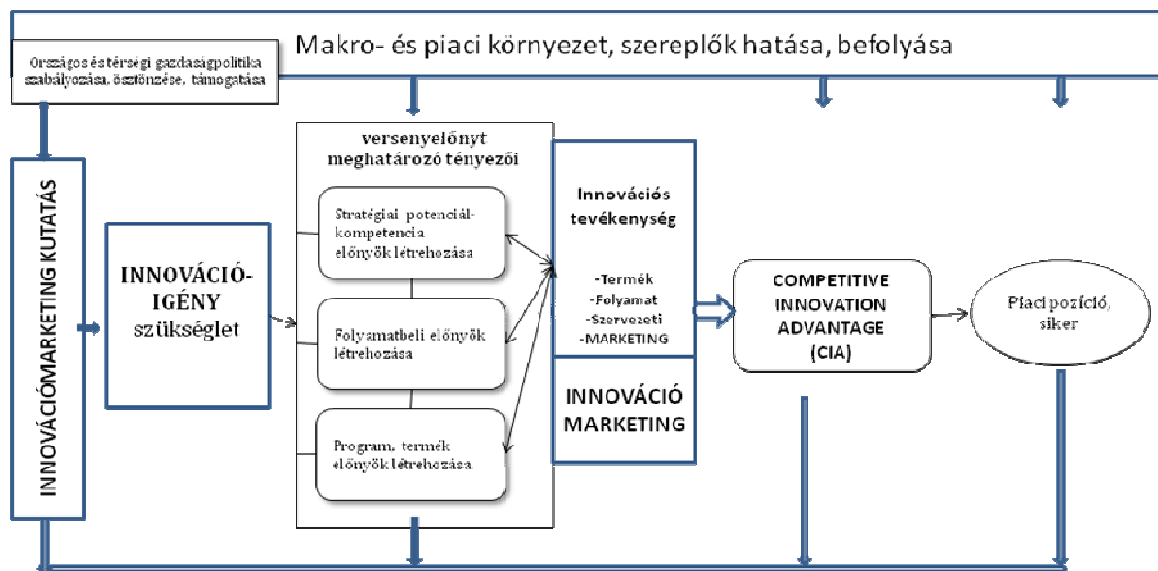 Makro- és piaci környezet, szereplők hatása, befolyása
Országos és térségi gazdaságpolitika
szabályozása, ösztönzése, támogatása
INNOVÁCIÓMARKETING KUTATÁS
INNOVÁCIÓ-
IGÉNY
szükséglet
versenyelőnyt
meghatározó tényezői
Stratégiai potenciál-
kompetencia
előnyök létrehozása
Folyamatbeli előnyök
létrehozása
Program, termék
előnyök létrehozása
Innovációs
tevékenység
-Termék
-Folyamat
-Szervezeti
-MARKETING
INNOVÁCIÓ
MARKETING
COMPETITIVE
INNOVATION
ADVANTAGE
(CIA)
Piaci pozíció,
siker